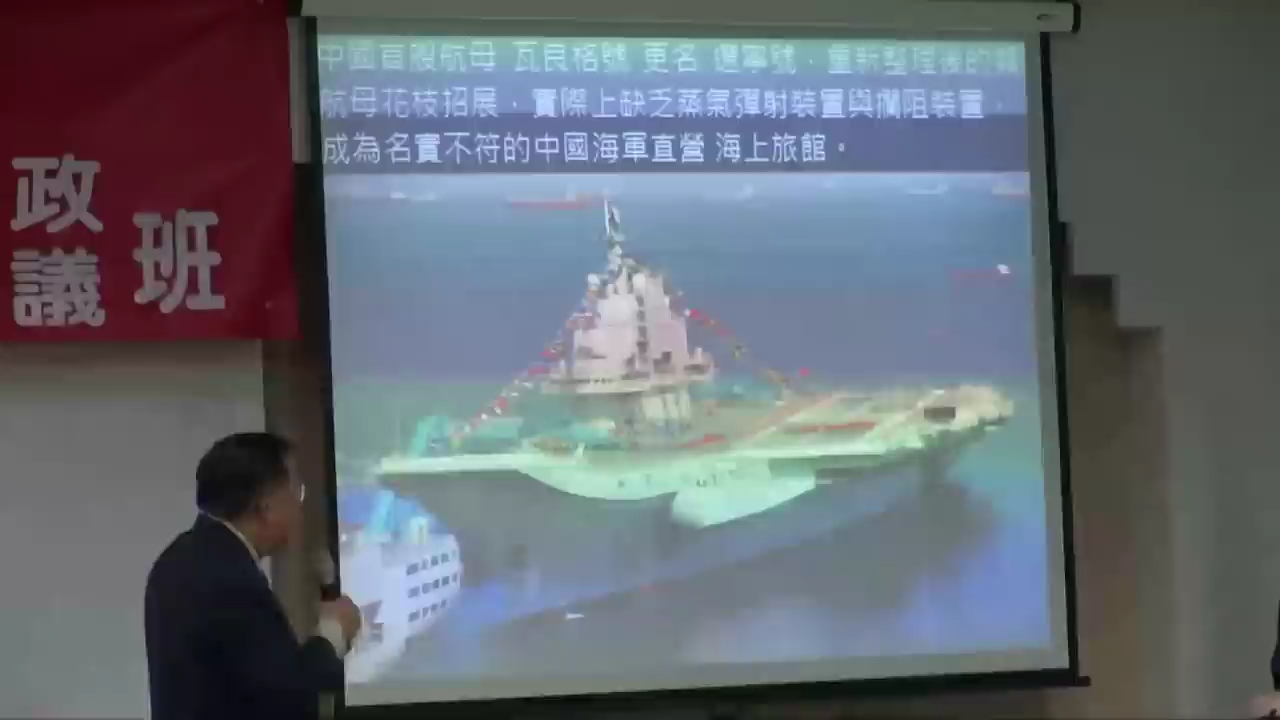 中國首艘航母 瓦良格號 更名 遼寧號，重新整理後的
航母花枝招展，實際上缺乏蒸氣彈射裝置與攔阻裝置，
成為名實不符的中國海軍直營 海上旅館。
政議
班